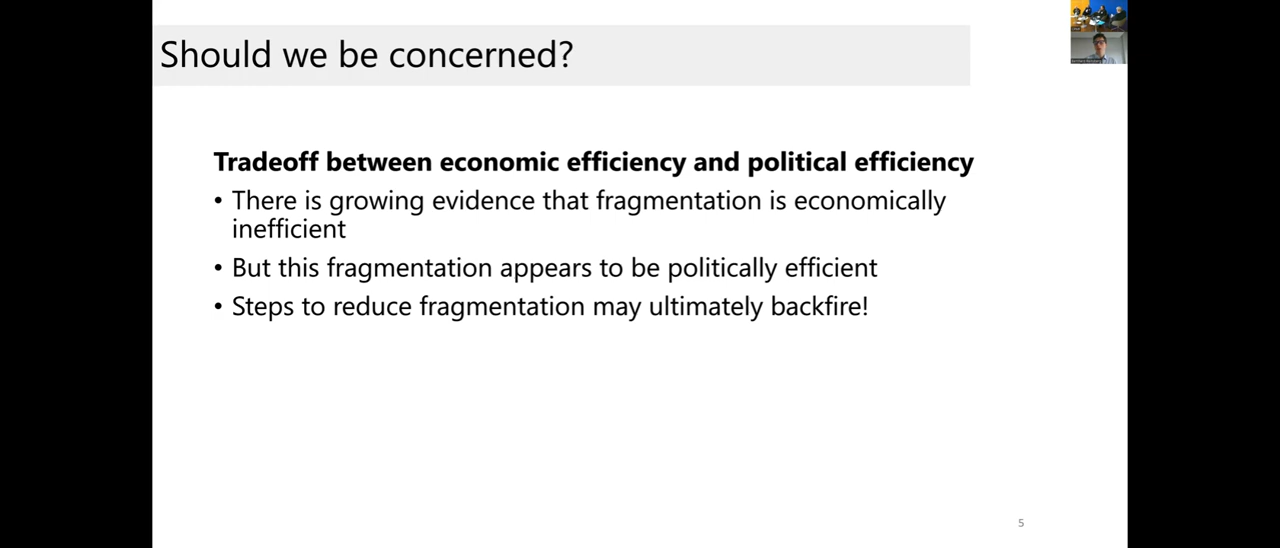 Should we be concerned?
Tradeoff between economic efficiency and political efficiency
• There is growing evidence that fragmentation is economically
inefficient
• But this fragmentation appears to be politically efficient
• Steps to reduce fragmentation may ultimately backfire!
5